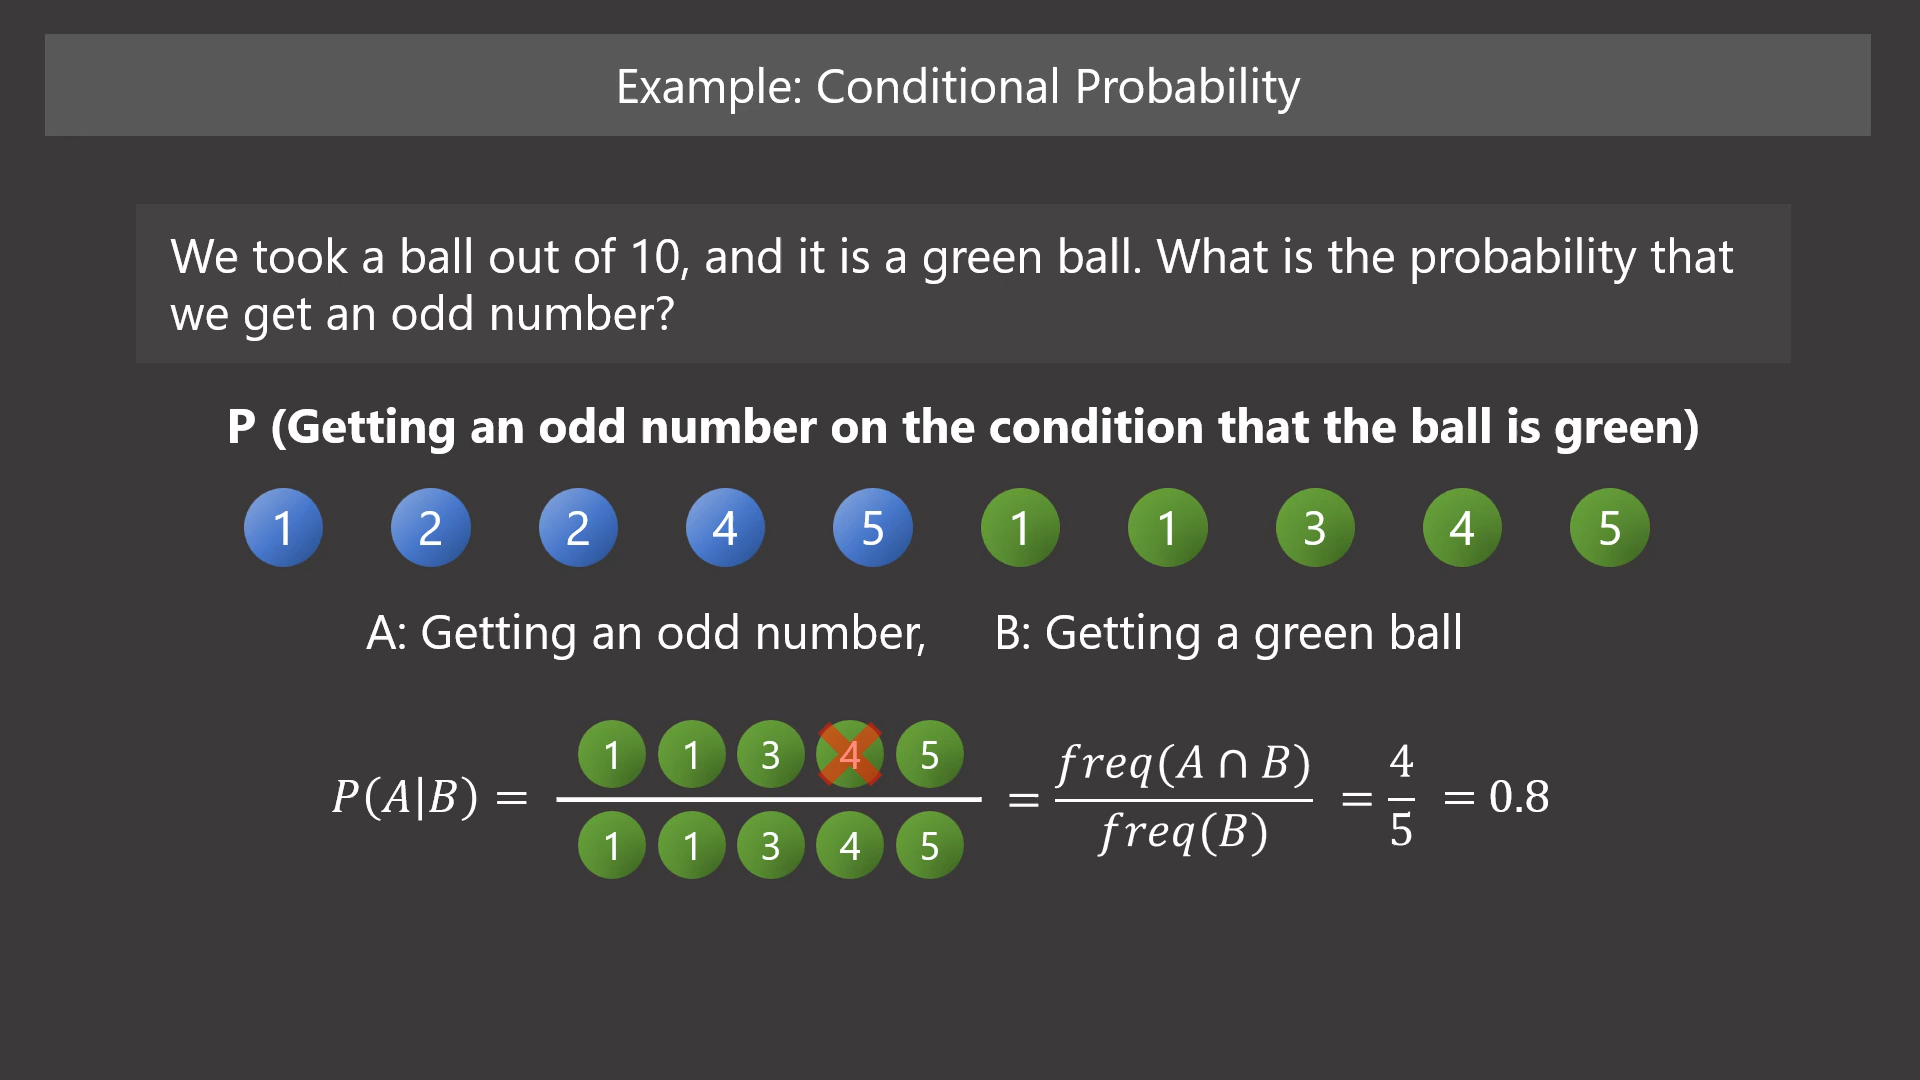 Example: Conditional Probability
We took a ball out of 10, and it is a green ball. What is the probability that
we get an odd number?
P (Getting an odd number on the condition that the ball is green)
1 2 2 4 5 1 1 3 4 5
A: Getting an odd number, B: Getting a green ball
1 1 3 4 5
P(A|B) = = freq(A ∩ B) / freq(B) = 4/5 = 0.8
1 1 3 4 5